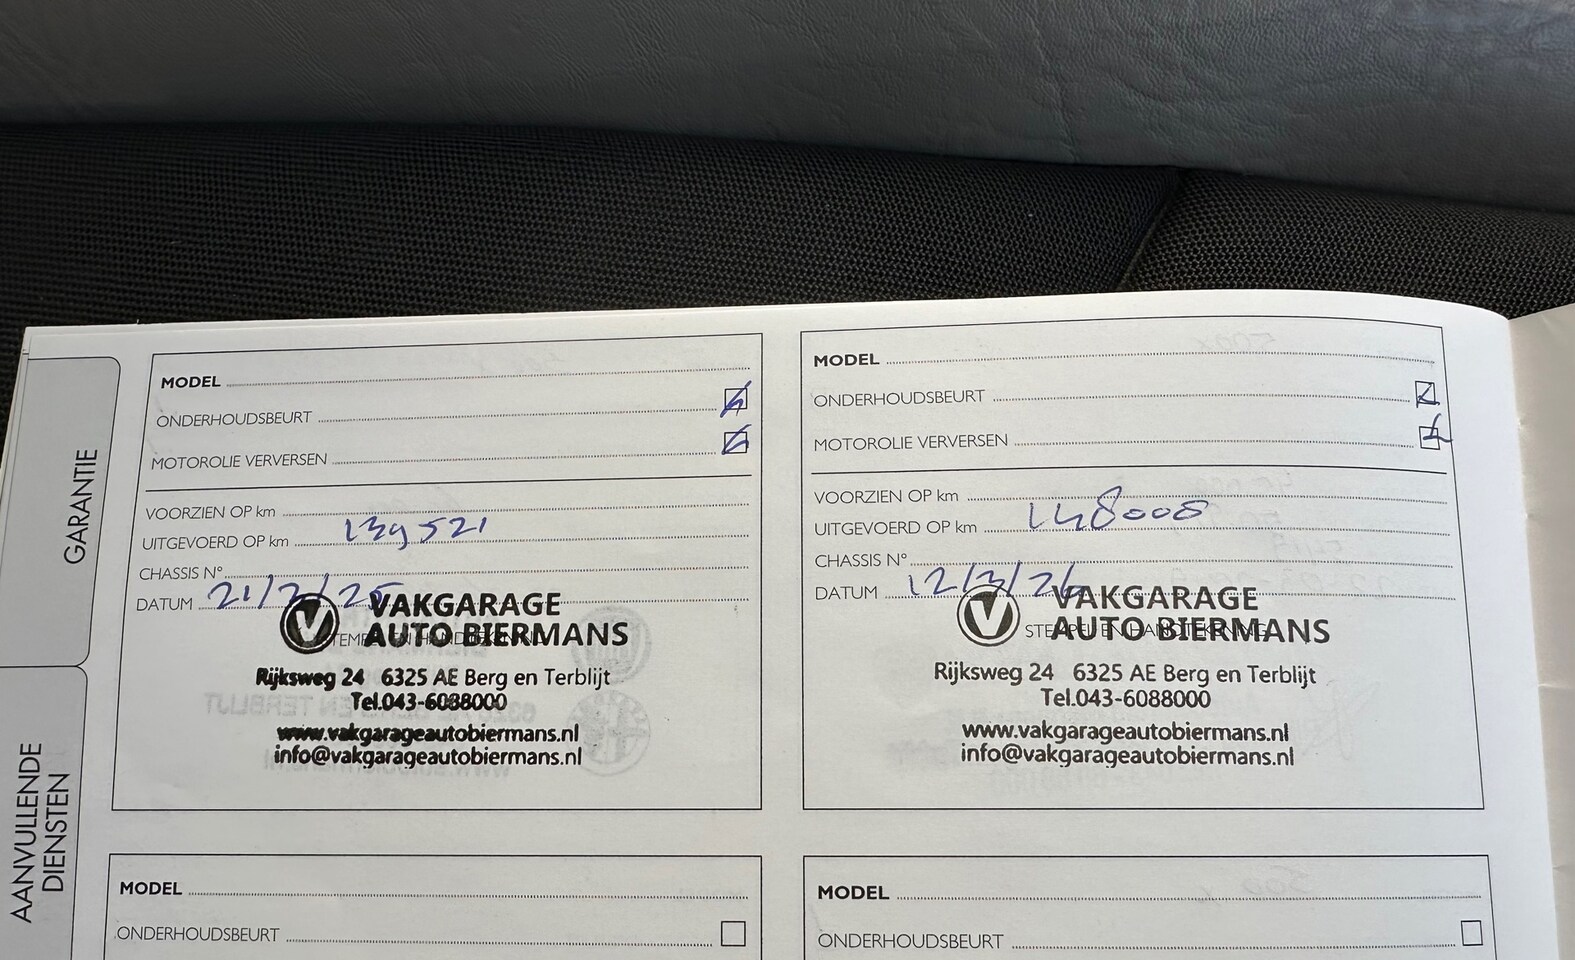 GARANTIE
AANVULLENDE
DIENSTEN
MODEL
ONDERHOUDSBEURT
MOTOROLIE VERVERSEN
VOORZIEN OP km
UITGEVOERD OP km 139521
CHASSIS N°
DATUM 21/2/25
VAKGARAGE
AUTO BIERMANS
Rijksweg 24 6325 AE Berg en Terblijt
Tel.043-6088000
www.vakgarageautobiermans.nl
info@vakgarageautobiermans.nl
MODEL
ONDERHOUDSBEURT
MOTOROLIE VERVERSEN
VOORZIEN OP km
UITGEVOERD OP km 148000
CHASSIS N°
DATUM 12/3/26
VAKGARAGE
STEMPEL EN HANDTEKENING
AUTO BIERMANS
Rijksweg 24 6325 AE Berg en Terblijt
Tel.043-6088000
www.vakgarageautobiermans.nl
info@vakgarageautobiermans.nl
MODEL
ONDERHOUDSBEURT
MODEL
ONDERHOUDSBEURT